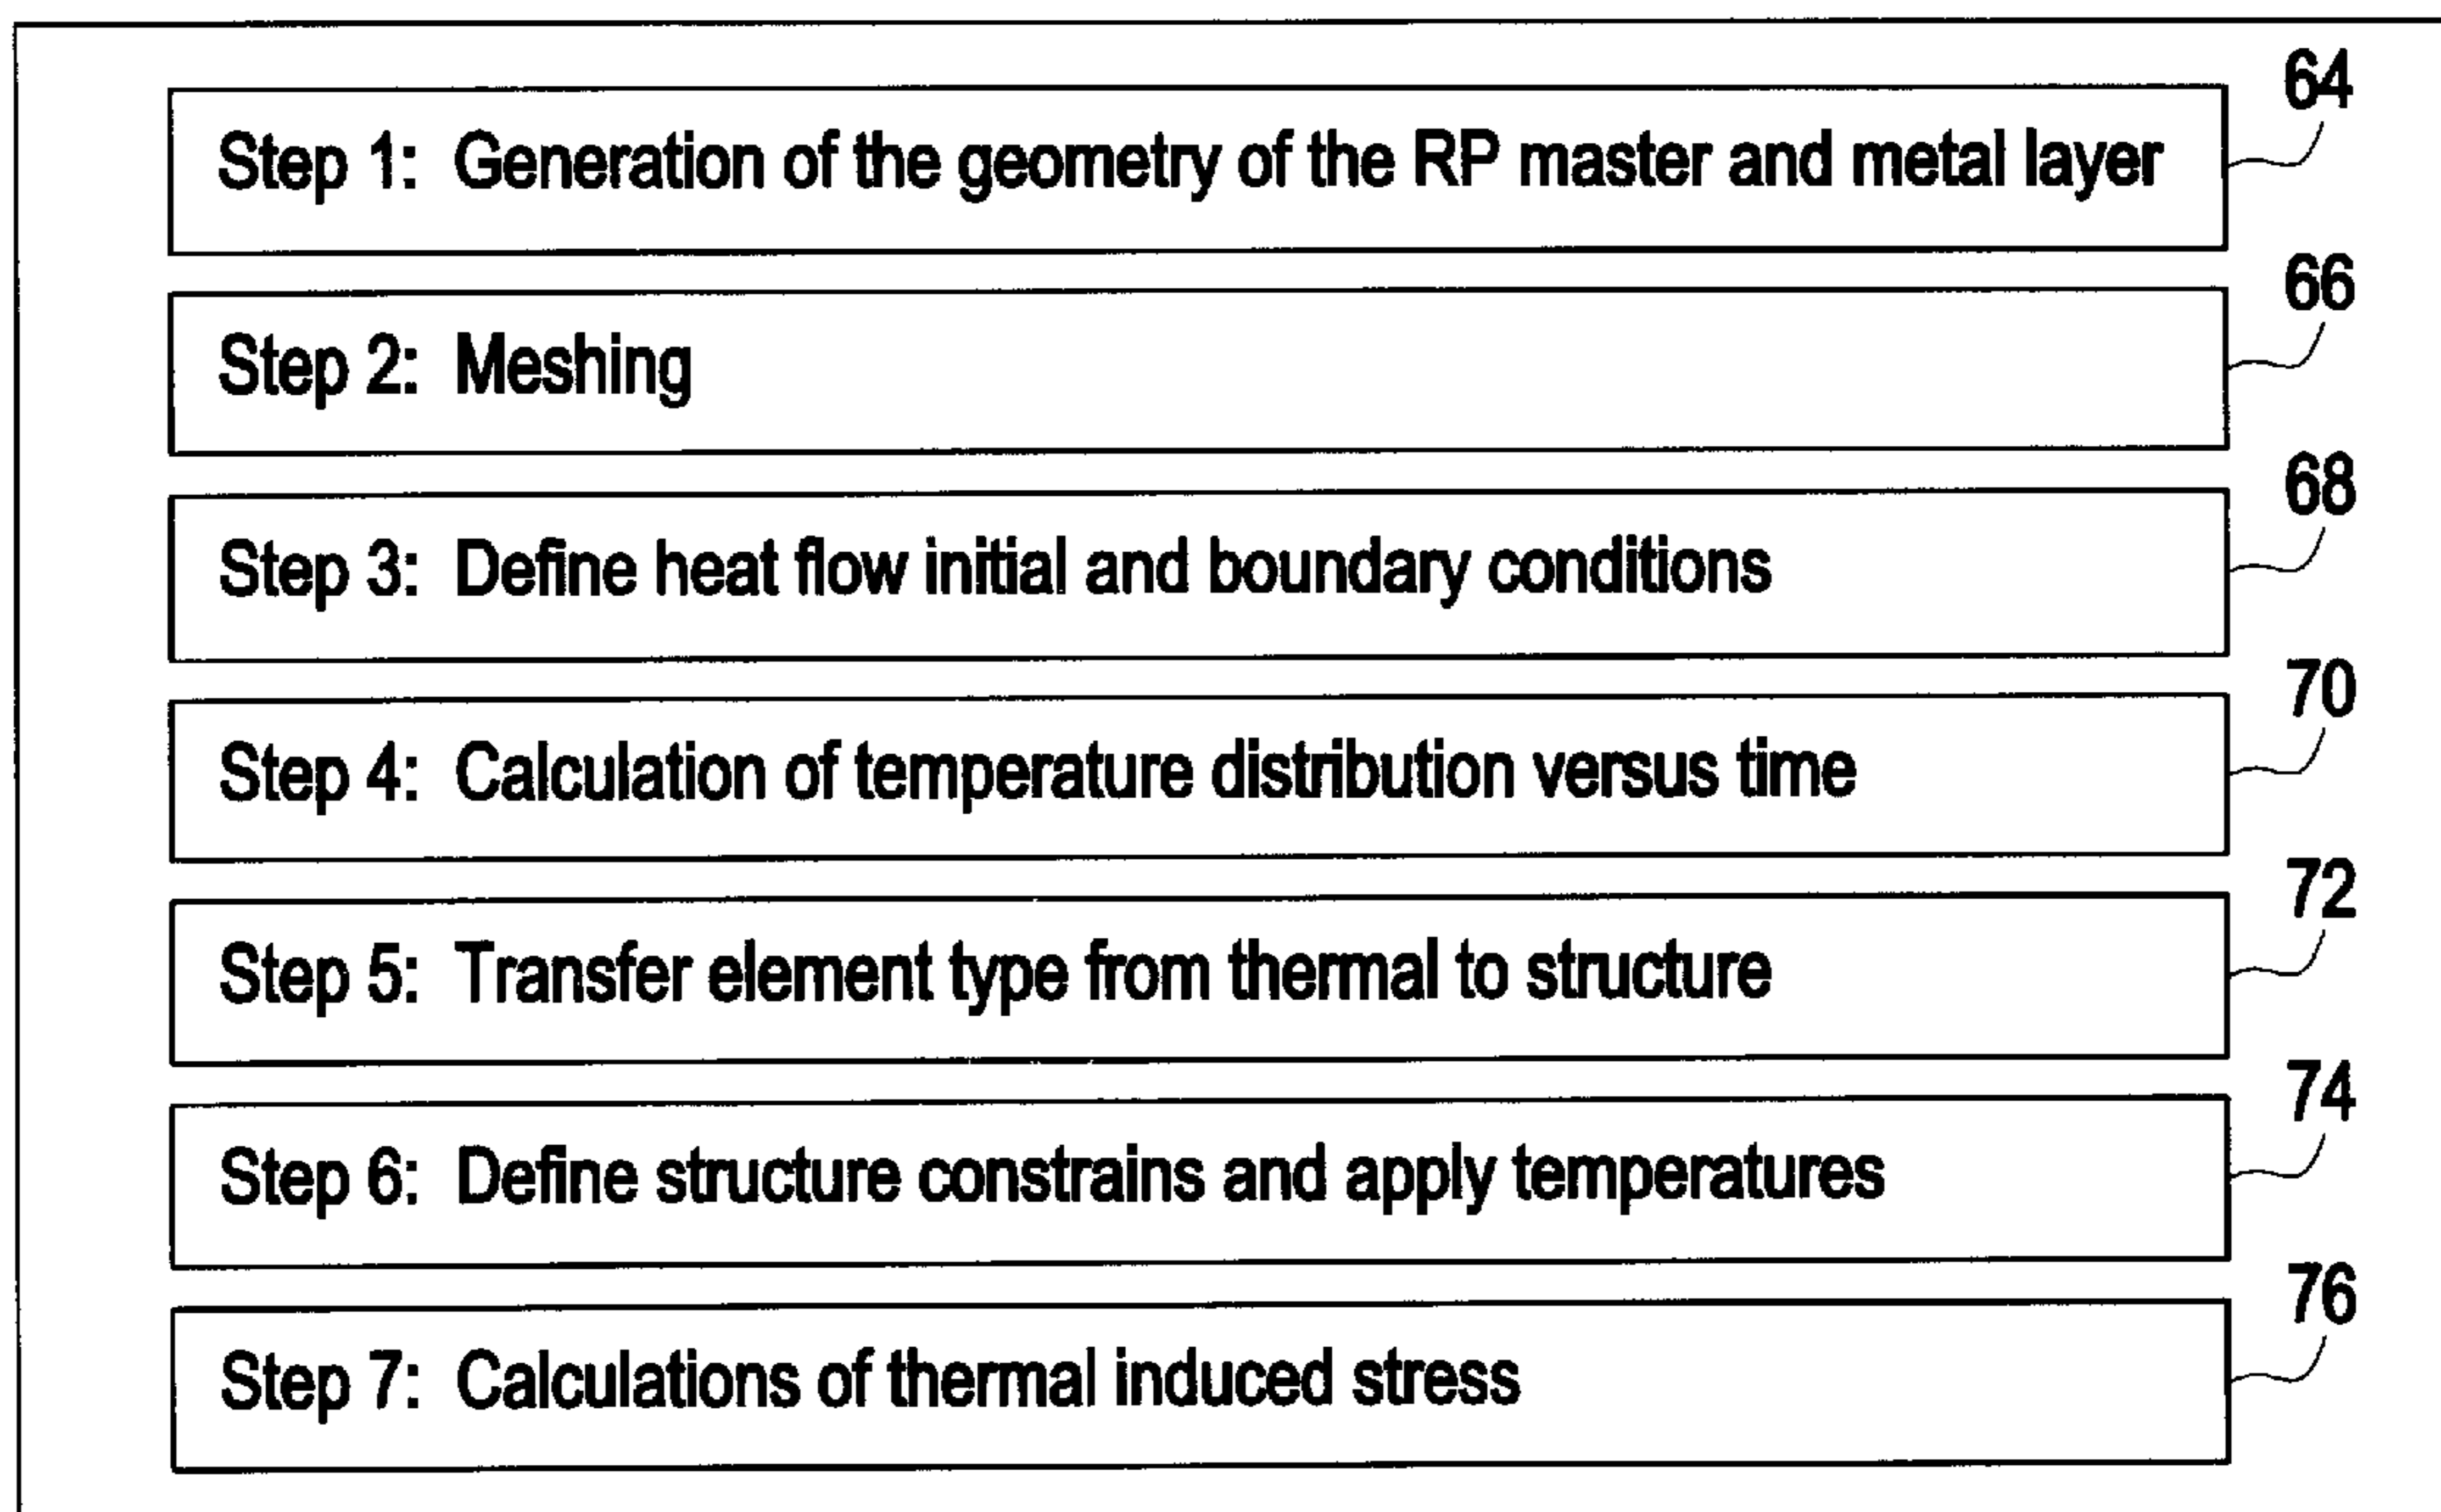 64
Step 1: Generation of the geometry of the RP master and metal layer
66
Step 2: Meshing
68
Step 3: Define heat flow initial and boundary conditions
70
Step 4: Calculation of temperature distribution versus time
72
Step 5: Transfer element type from thermal to structure
74
Step 6: Define structure constrains and apply temperatures
76
Step 7: Calculations of thermal induced stress